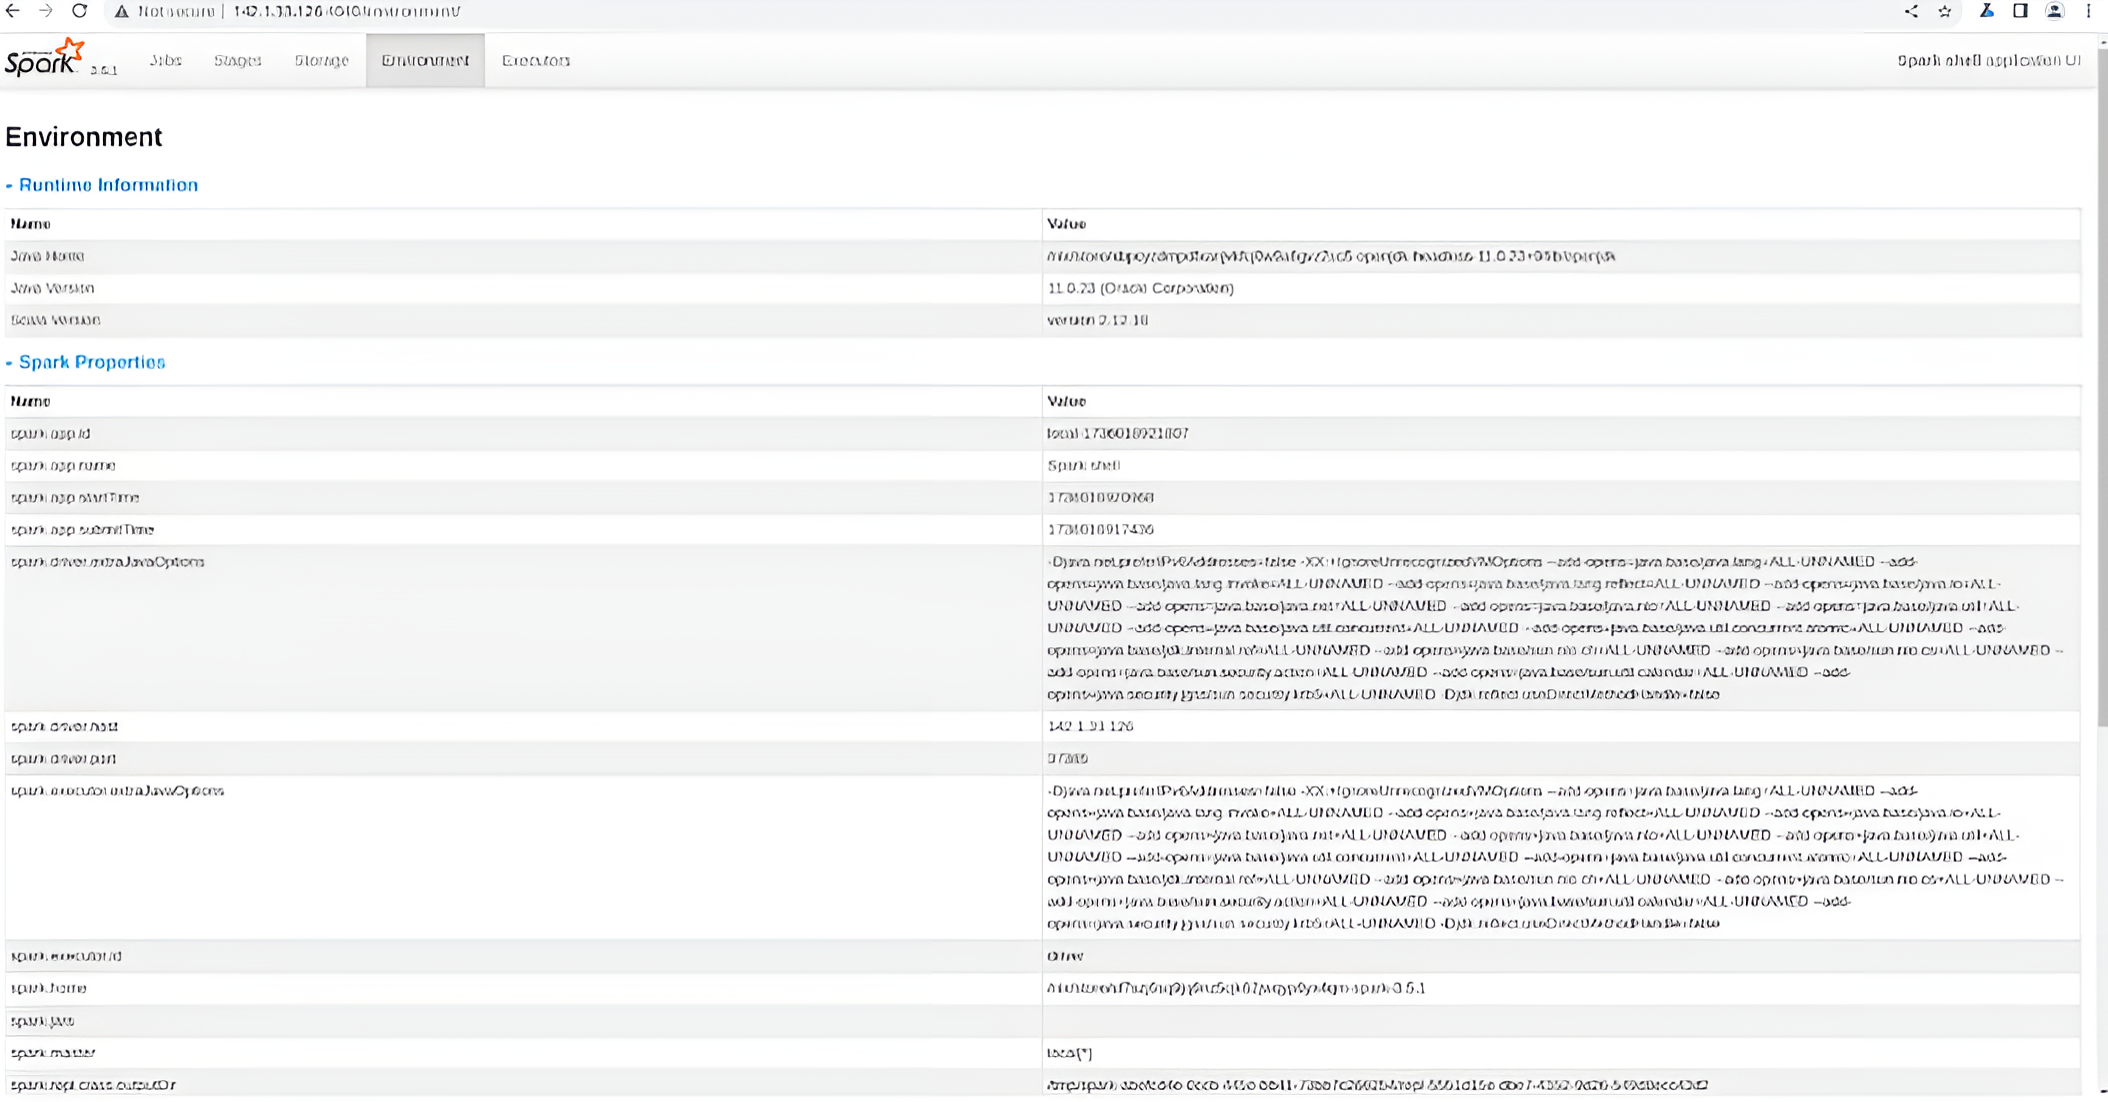 Not secure
Spark 3.5.1 Jobs Stages Storage Environment Executors Spark shell application UI
Environment
Runtime Information
Name Value
Java Home
Java Version 11.0.23 (Oracle Corporation)
Scala Version version 2.12.18
Spark Properties
Name Value
spark.app.id
spark.app.name Spark shell
spark.app.startTime
spark.app.submitTime
spark.driver.extraJavaOptions -Djava.net.preferIPv6Addresses=false -XX:+IgnoreUnrecognizedVMOptions --add-opens=java.base/java.lang=ALL-UNNAMED --add-
opens=java.base/java.lang.invoke=ALL-UNNAMED --add-opens=java.base/java.lang.reflect=ALL-UNNAMED --add-opens=java.base/java.io=ALL-
UNNAMED --add-opens=java.base/java.net=ALL-UNNAMED --add-opens=java.base/java.nio=ALL-UNNAMED --add-opens=java.base/java.util=ALL-
UNNAMED --add-opens=java.base/java.util.concurrent=ALL-UNNAMED --add-opens=java.base/java.util.concurrent.atomic=ALL-UNNAMED --add-
opens=java.base/jdk.internal.ref=ALL-UNNAMED --add-opens=java.base/sun.nio.ch=ALL-UNNAMED --add-opens=java.base/sun.nio.cs=ALL-UNNAMED --
add-opens=java.base/sun.security.action=ALL-UNNAMED --add-opens=java.base/sun.util.calendar=ALL-UNNAMED --add-
opens=java.security.jgss/sun.security.krb5=ALL-UNNAMED -Djdk.reflect.useDirectMethodHandle=false
spark.driver.host
spark.driver.port
spark.executor.extraJavaOptions -Djava.net.preferIPv6Addresses=false -XX:+IgnoreUnrecognizedVMOptions --add-opens=java.base/java.lang=ALL-UNNAMED --add-
opens=java.base/java.lang.invoke=ALL-UNNAMED --add-opens=java.base/java.lang.reflect=ALL-UNNAMED --add-opens=java.base/java.io=ALL-
UNNAMED --add-opens=java.base/java.net=ALL-UNNAMED --add-opens=java.base/java.nio=ALL-UNNAMED --add-opens=java.base/java.util=ALL-
UNNAMED --add-opens=java.base/java.util.concurrent=ALL-UNNAMED --add-opens=java.base/java.util.concurrent.atomic=ALL-UNNAMED --add-
opens=java.base/jdk.internal.ref=ALL-UNNAMED --add-opens=java.base/sun.nio.ch=ALL-UNNAMED --add-opens=java.base/sun.nio.cs=ALL-UNNAMED --
add-opens=java.base/sun.security.action=ALL-UNNAMED --add-opens=java.base/sun.util.calendar=ALL-UNNAMED --add-
opens=java.security.jgss/sun.security.krb5=ALL-UNNAMED -Djdk.reflect.useDirectMethodHandle=false
spark.executor.id driver
spark.home
spark.jars
spark.master local[*]
spark.repl.class.outputDir